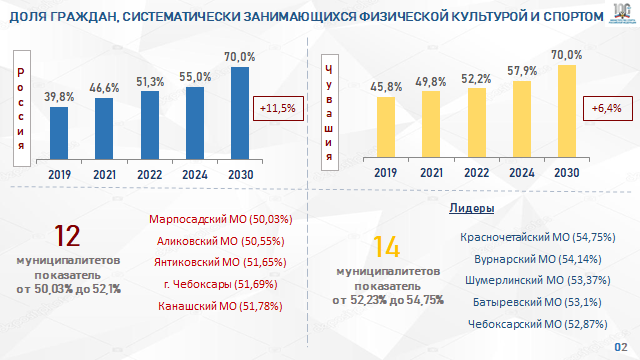 ДОЛЯ ГРАЖДАН, СИСТЕМАТИЧЕСКИ ЗАНИМАЮЩИХСЯ ФИЗИЧЕСКОЙ КУЛЬТУРОЙ И СПОРТОМ
Россия
39,8%
46,6%
51,3%
55,0%
70,0%
+11,5%
2019
2021
2022
2024
2030
Чувашия
45,8%
49,8%
52,2%
57,9%
70,0%
+6,4%
2019
2021
2022
2024
2030
12
муниципалитетов
показатель
от 50,03% до 52,1%
Марпосадский МО (50,03%)
Аликовский МО (50,55%)
Янтиковский МО (51,65%)
г. Чебоксары (51,69%)
Канашский МО (51,78%)
14
муниципалитетов
показатель
от 52,23% до 54,75%
Лидеры
Красночетайский МО (54,75%)
Вурнарский МО (54,14%)
Шумерлинский МО (53,37%)
Батыревский МО (53,1%)
Чебоксарский МО (52,87%)
02